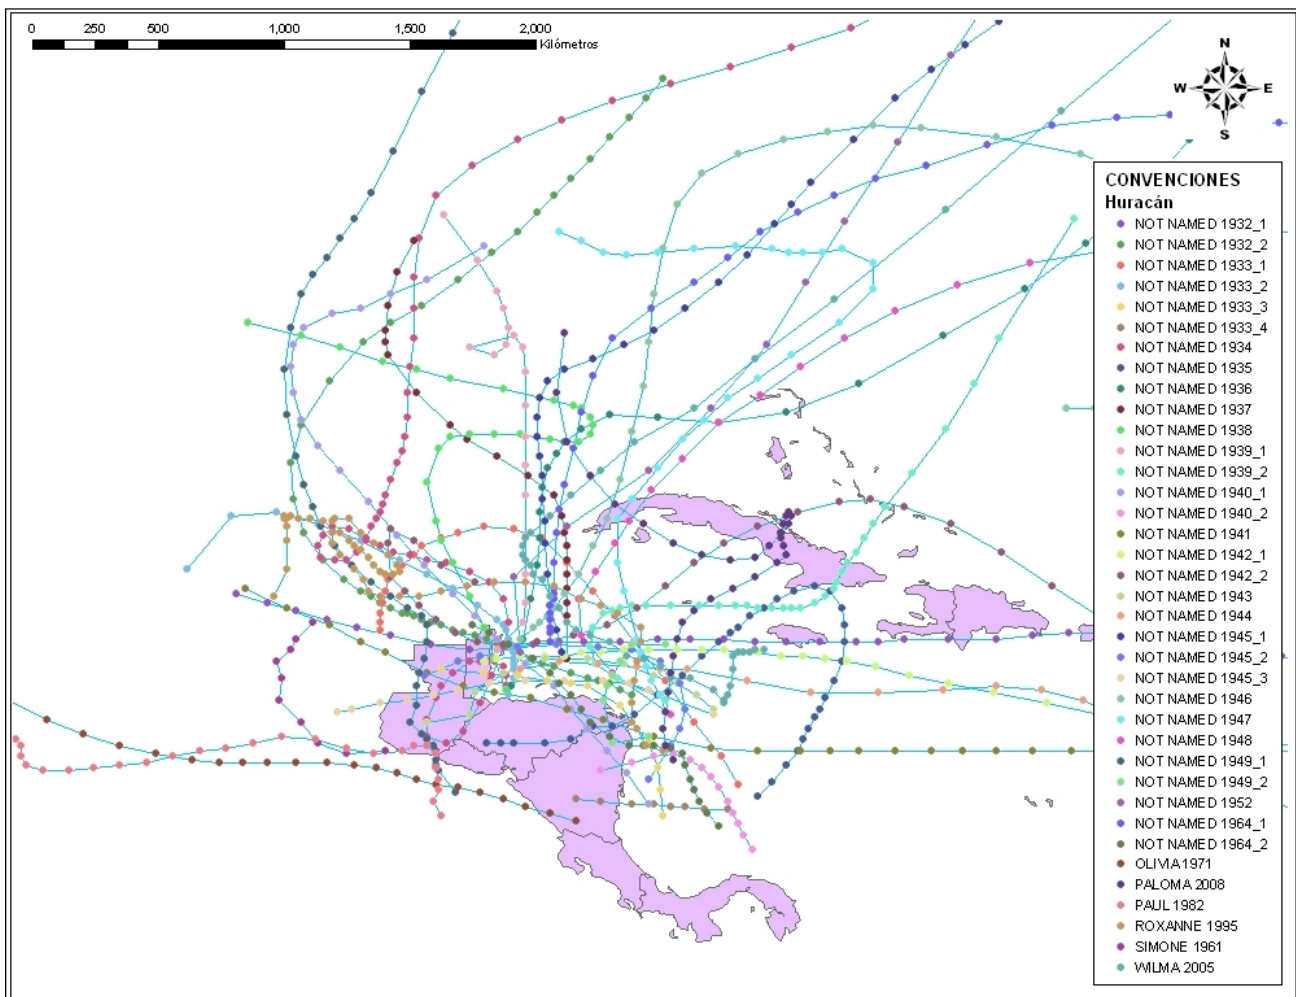 0 250 500 1,000 1,500 2,000
Kilómetros
N
W E
S
CONVENCIONES
Huracán
NOT NAMED 1932_1
NOT NAMED 1932_2
NOT NAMED 1933_1
NOT NAMED 1933_2
NOT NAMED 1933_3
NOT NAMED 1933_4
NOT NAMED 1934
NOT NAMED 1935
NOT NAMED 1936
NOT NAMED 1937
NOT NAMED 1938
NOT NAMED 1939_1
NOT NAMED 1939_2
NOT NAMED 1940_1
NOT NAMED 1940_2
NOT NAMED 1941
NOT NAMED 1942_1
NOT NAMED 1942_2
NOT NAMED 1943
NOT NAMED 1944
NOT NAMED 1945_1
NOT NAMED 1945_2
NOT NAMED 1945_3
NOT NAMED 1946
NOT NAMED 1947
NOT NAMED 1948
NOT NAMED 1949_1
NOT NAMED 1949_2
NOT NAMED 1952
NOT NAMED 1964_1
NOT NAMED 1964_2
OLIVIA 1971
PALOMA 2008
PAUL 1982
ROXANNE 1995
SIMONE 1961
WILMA 2005